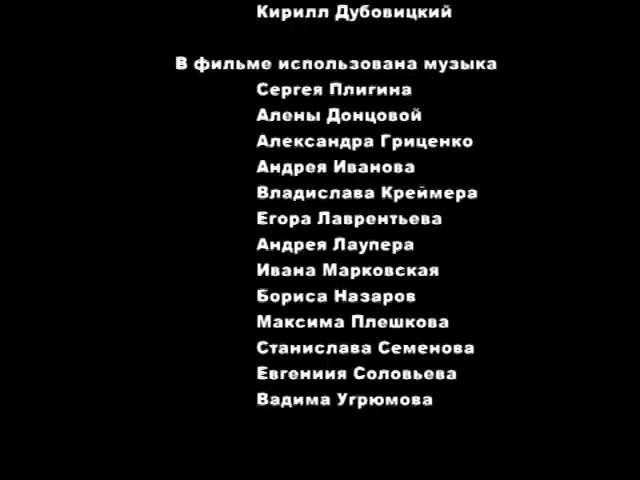 Кирилл Дубовицкий
В фильме использована музыка
Сергея Плигина
Алены Донцовой
Александра Гриценко
Андрея Иванова
Владислава Креймера
Егора Лаврентьева
Андрея Лаупера
Ивана Марковская
Бориса Назаров
Максима Плешкова
Станислава Семенова
Евгениия Соловьева
Вадима Угрюмова